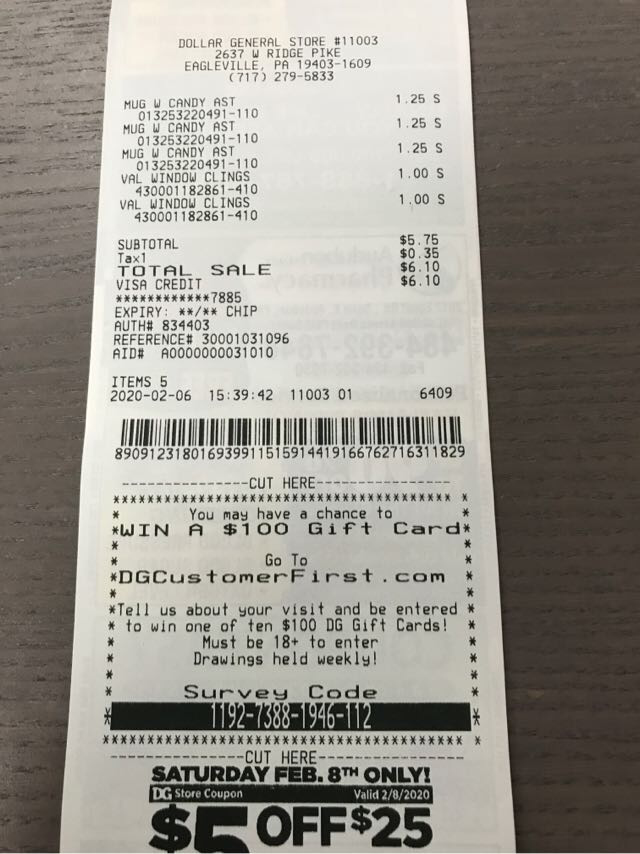 DOLLAR GENERAL STORE #11003
2637 W RIDGE PIKE
EAGLEVILLE, PA 19403-1609
(717) 279-5833
MUG W CANDY AST 1.25 S
013253220491-110
MUG W CANDY AST 1.25 S
013253220491-110
MUG W CANDY AST 1.25 S
013253220491-110
VAL WINDOW CLINGS 1.00 S
430001182861-410
VAL WINDOW CLINGS 1.00 S
430001182861-410
SUBTOTAL $5.75
Tax1 $0.35
TOTAL SALE $6.10
VISA CREDIT $6.10
************7885
EXPIRY: **/** CHIP
AUTH# 834403
REFERENCE# 30001031096
AID# A0000000031010
ITEMS 5
2020-02-06 15:39:42 11003 01 6409
8909123180169399115159144191667627163118​29
----------------CUT HERE----------------
You may have a chance to
WIN A $100 Gift Card
Go To
DGCustomerFirst.com
Tell us about your visit and be entered
to win one of ten $100 DG Gift Cards!
Must be 18+ to enter
Drawings held weekly!
Survey Code
1192-7388-1946-112
----------------CUT HERE----------------
SATURDAY FEB. 8TH ONLY!
DG Store Coupon Valid 2/8/2020
$5 OFF $25